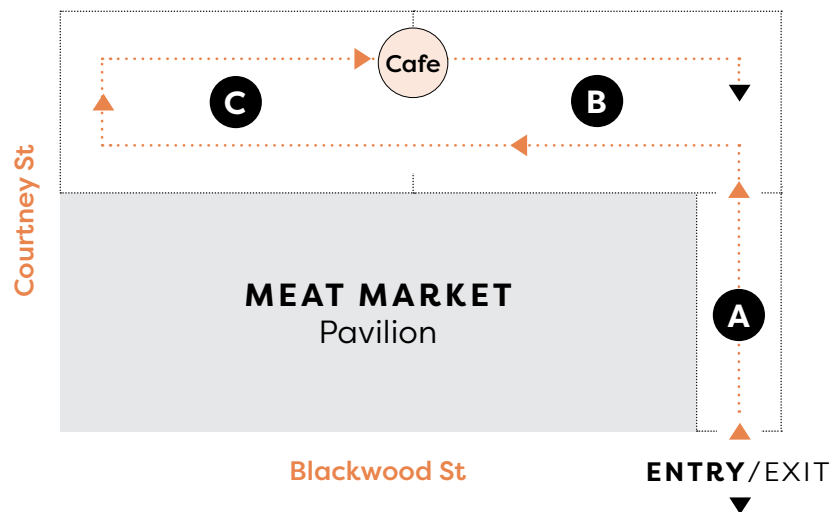 Cafe
C
B
Courtney St
MEAT MARKET
Pavilion
A
Blackwood St
ENTRY/EXIT